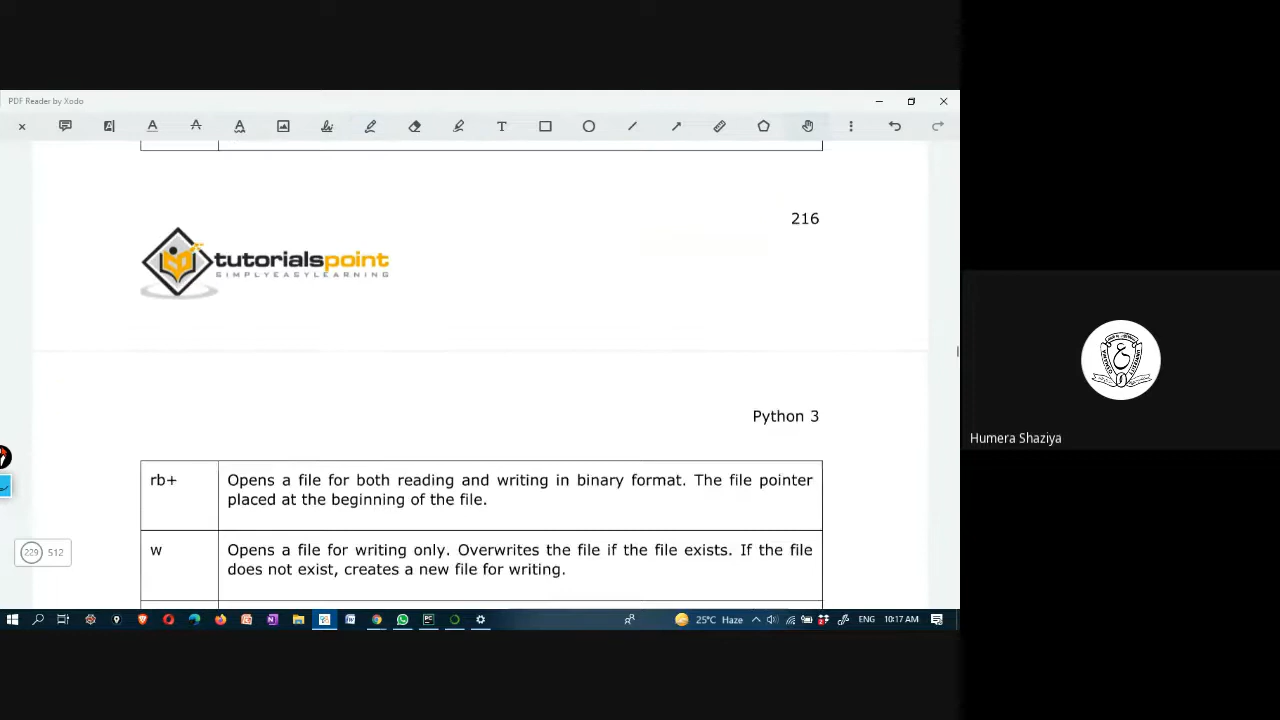 PDF Reader by Xodo
216
tutorialspoint
SIMPLYEASYLEARNING
Python 3
rb+
Opens a file for both reading and writing in binary format. The file pointer
placed at the beginning of the file.
w
Opens a file for writing only. Overwrites the file if the file exists. If the file
does not exist, creates a new file for writing.
229 512
25°C Haze
ENG
10:17 AM
Humera Shaziya